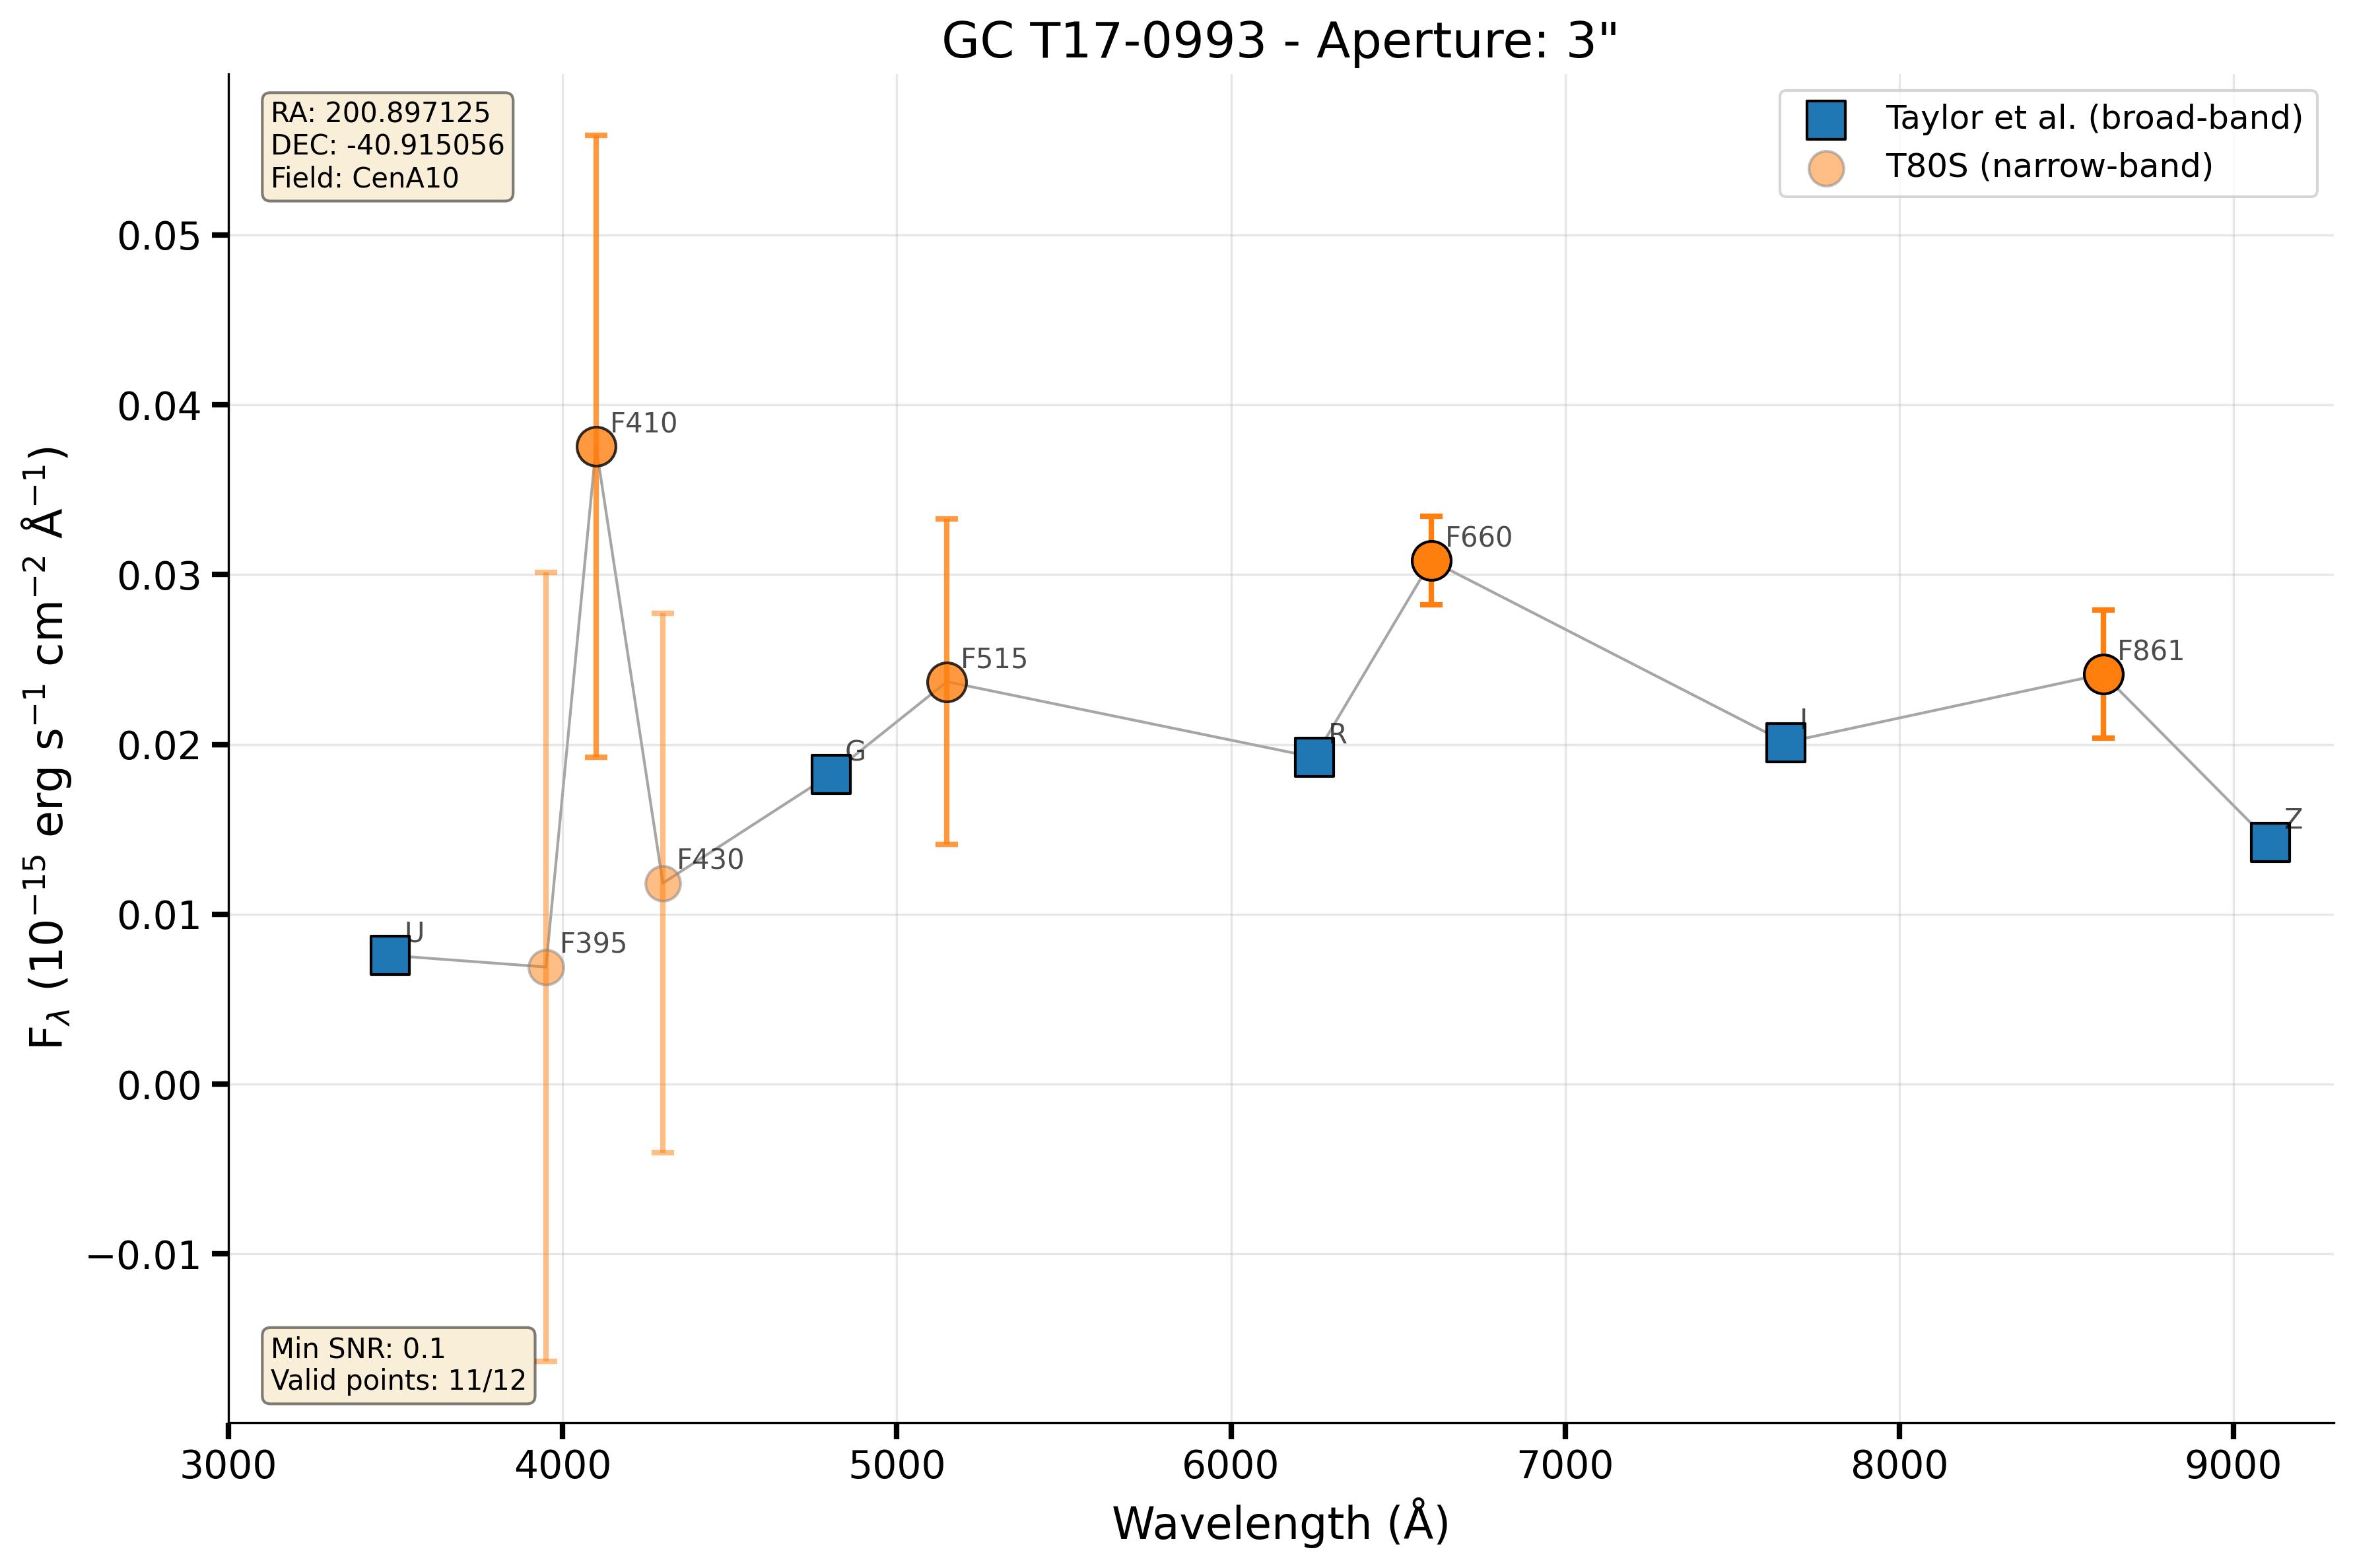 GC T17-0993 - Aperture: 3"
RA: 200.897125
DEC: -40.915056
Field: CenA10
Taylor et al. (broad-band)
T80S (narrow-band)
F410
F660
F515
F861
I
R
G
Z
F430
U
F395
Min SNR: 0.1
Valid points: 11/12
0.05
0.04
0.03
0.02
0.01
0.00
−0.01
F_λ (10⁻¹⁵ erg s⁻¹ cm⁻² Å⁻¹)
3000 4000 5000 6000 7000 8000 9000
Wavelength (Å)